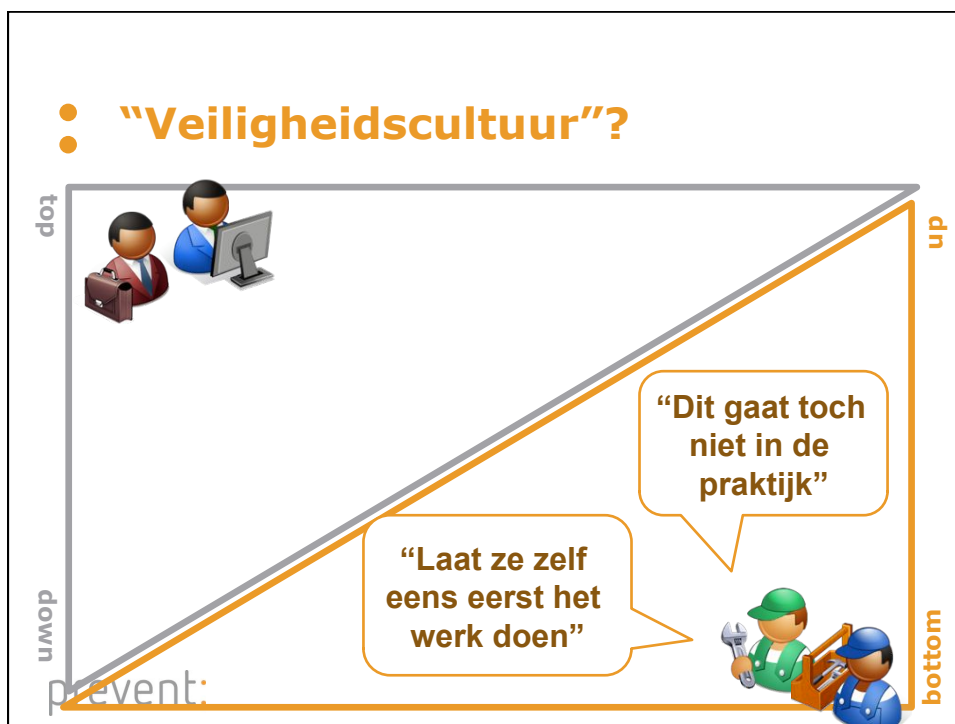 “Veiligheidscultuur”?
top
up
“Dit gaat toch
niet in de
praktijk”
“Laat ze zelf
eens eerst het
werk doen”
down
bottom
prevent: